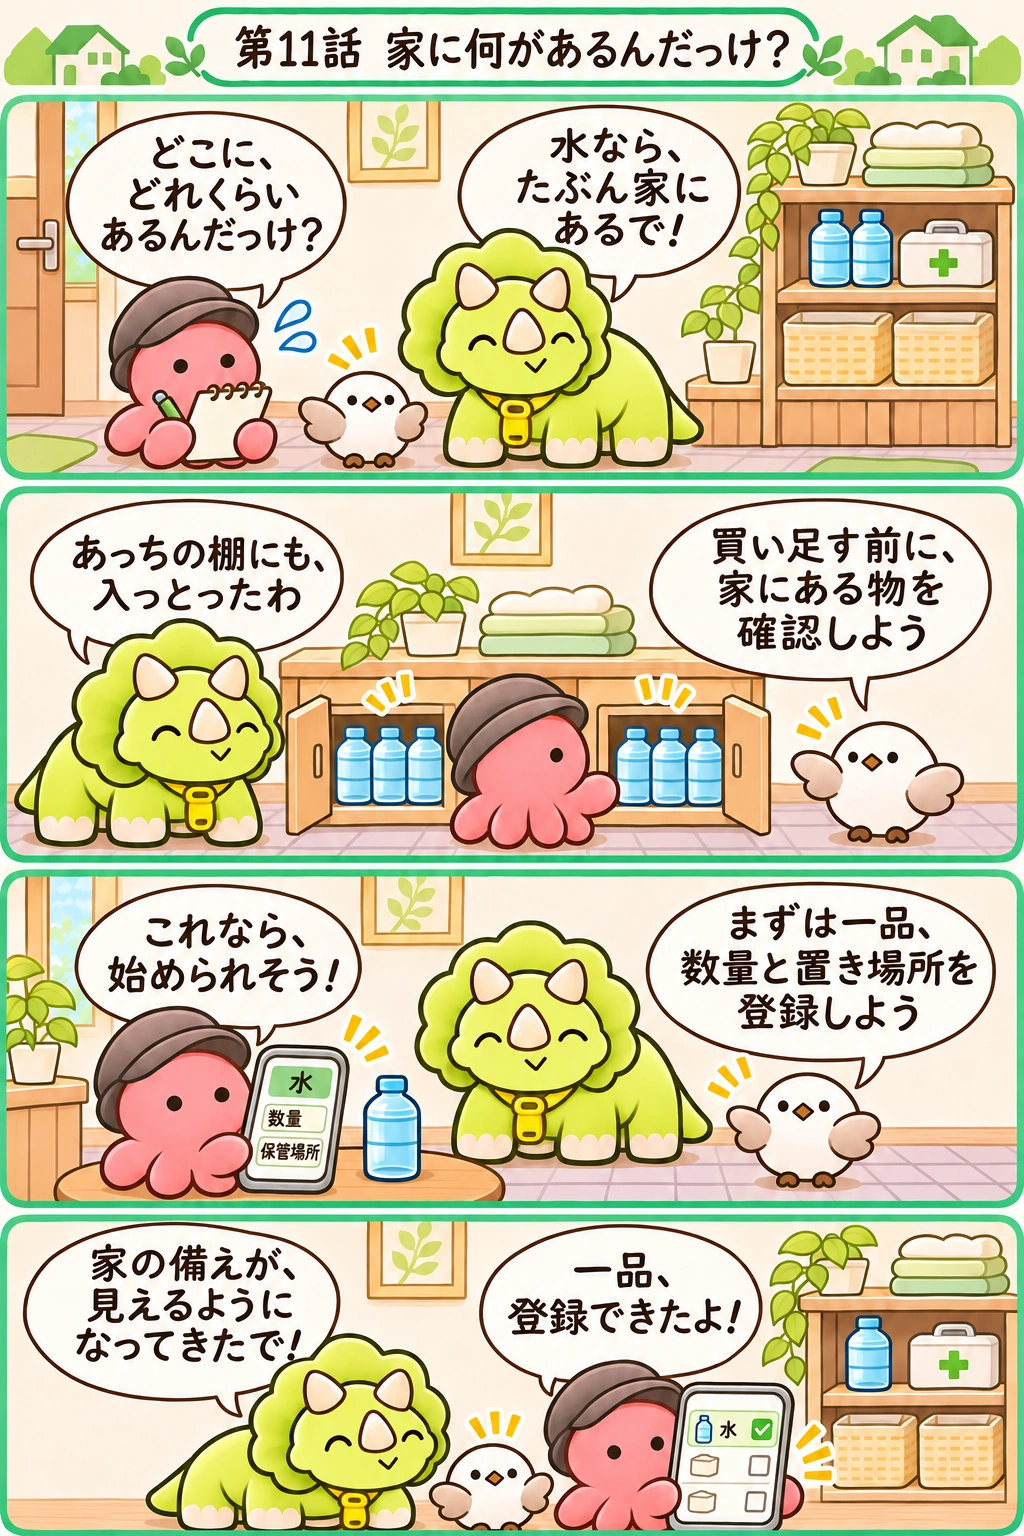 第11話 家に何があるんだっけ?
どこに、
どれくらい
あるんだっけ?
水なら、
たぶん家に
あるで!
あっちの棚にも、
入っとったわ
買い足す前に、
家にある物を
確認しよう
これなら、
始められそう!
水
数量
保管場所
まずは一品、
数量と置き場所を
登録しよう
家の備えが、
見えるように
なってきたで!
一品、
登録できたよ!
水